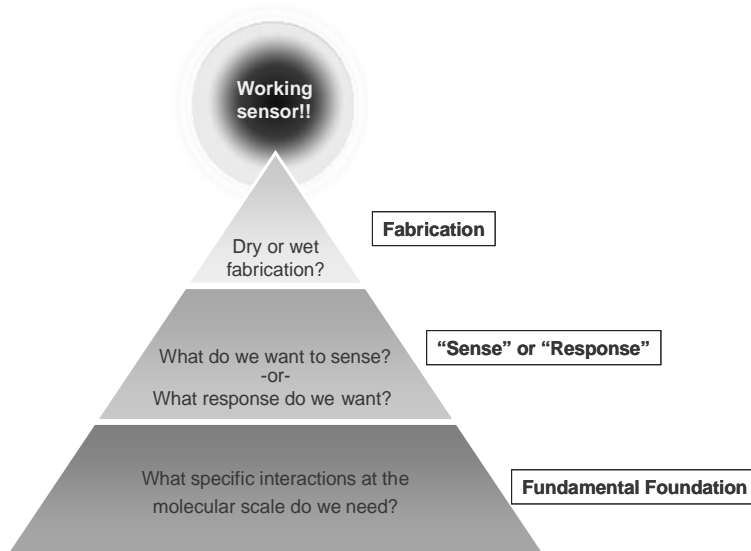 Working
sensor!!
Fabrication
Dry or wet
fabrication?
“Sense” or “Response”
What do we want to sense?
-or-
What response do we want?
What specific interactions at the
molecular scale do we need?
Fundamental Foundation